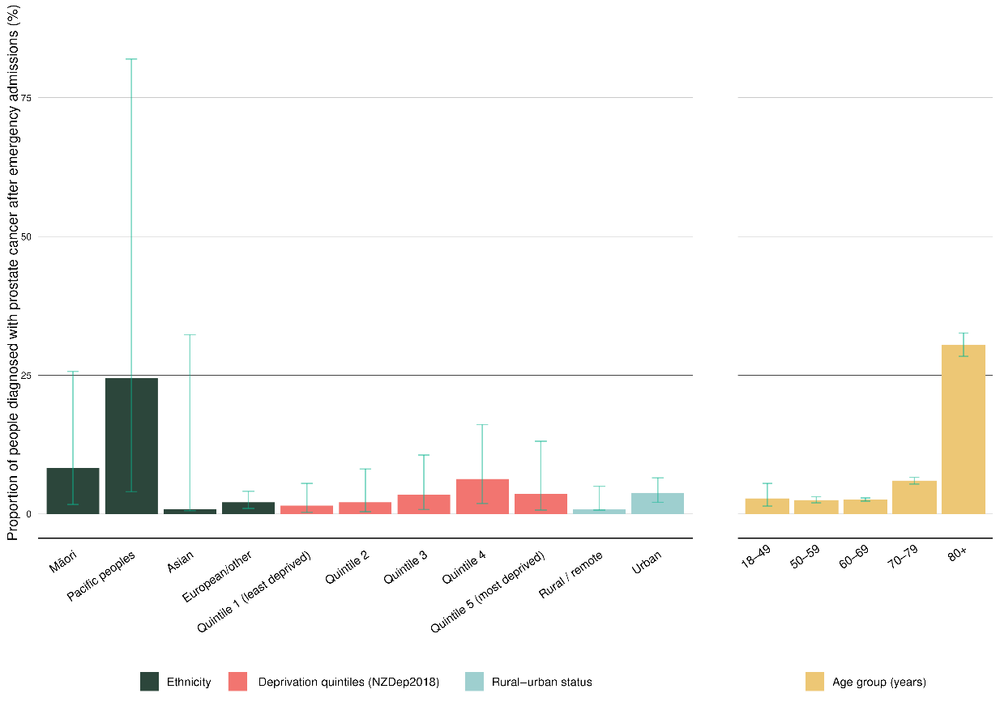 Proportion of people diagnosed with prostate cancer after emergency admissions (%)
75
50
25
0
Māori
Pacific peoples
Asian
European/other
Quintile 1 (least deprived)
Quintile 2
Quintile 3
Quintile 4
Quintile 5 (most deprived)
Rural / remote
Urban
18–49
50–59
60–69
70–79
80+
Ethnicity
Deprivation quintiles (NZDep2018)
Rural–urban status
Age group (years)